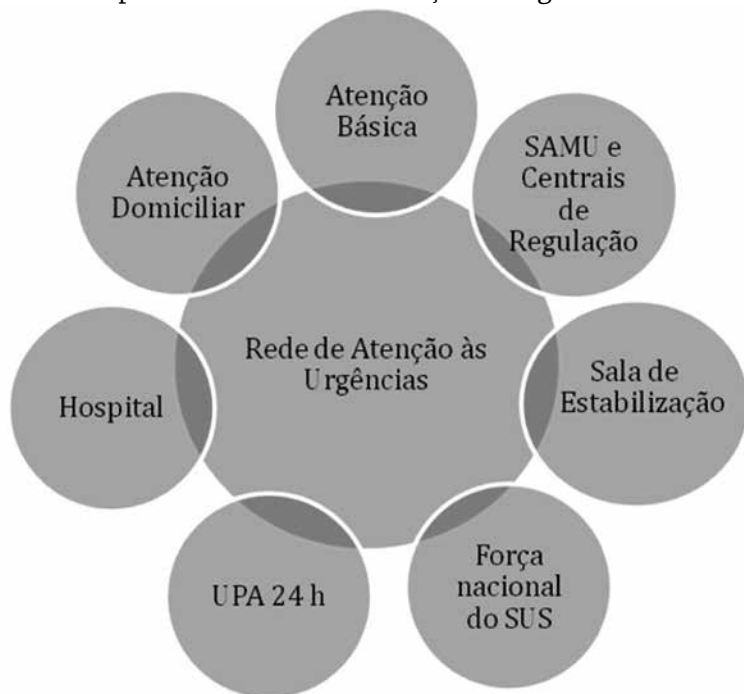 Atenção
Básica
SAMU e
Centrais
de
Regulação
Sala de
Estabilização
Força
nacional
do SUS
UPA 24 h
Hospital
Atenção
Domiciliar
Rede de Atenção às
Urgências